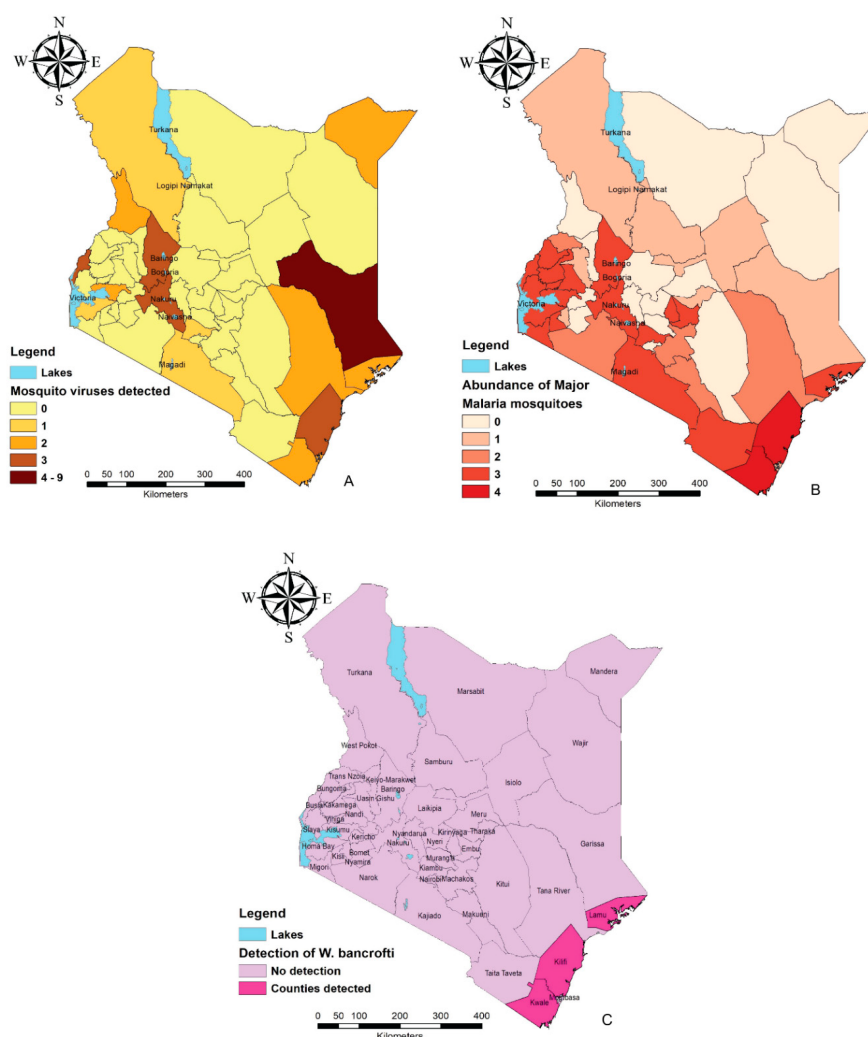 N
W E
S
Turkana
Logipi Namakat
Baringo
Bogoria
Victoria
Nakuru
Naivasha
Magadi
Legend
Lakes
Mosquito viruses detected
0
1
2
3
4 - 9
0 50 100 200 300 400
Kilometers
A
N
W E
S
Turkana
Logipi Namakat
Baringo
Bogoria
Victoria
Nakuru
Naivasha
Magadi
Legend
Lakes
Abundance of Major
Malaria mosquitoes
0
1
2
3
4
0 50 100 200 300 400
Kilometers
B
N
W E
S
Turkana
Marsabit
Mandera
Wajir
West Pokot
Samburu
Isiolo
Trans Nzoia
Keiyo-Marakwet
Bungoma
Baringo
Uasin Gishu
Busia
Kakamega
Laikipia
Meru
Nandi
Vihiga
Siaya
Kisumu
Nyandarua
Kirinyaga
Tharaka
Kericho
Nakuru
Nyeri
Garissa
Homa Bay
Embu
Kisii
Bomet
Murang'a
Nyamira
Migori
Kiambu
Narok
Nairobi
Machakos
Kitui
Tana River
Kajiado
Makueni
Lamu
Taita Taveta
Kilifi
Kwale
Mombasa
Legend
Lakes
Detection of W. bancrofti
No detection
Counties detected
0 50 100 200 300 400
Kilometers
C